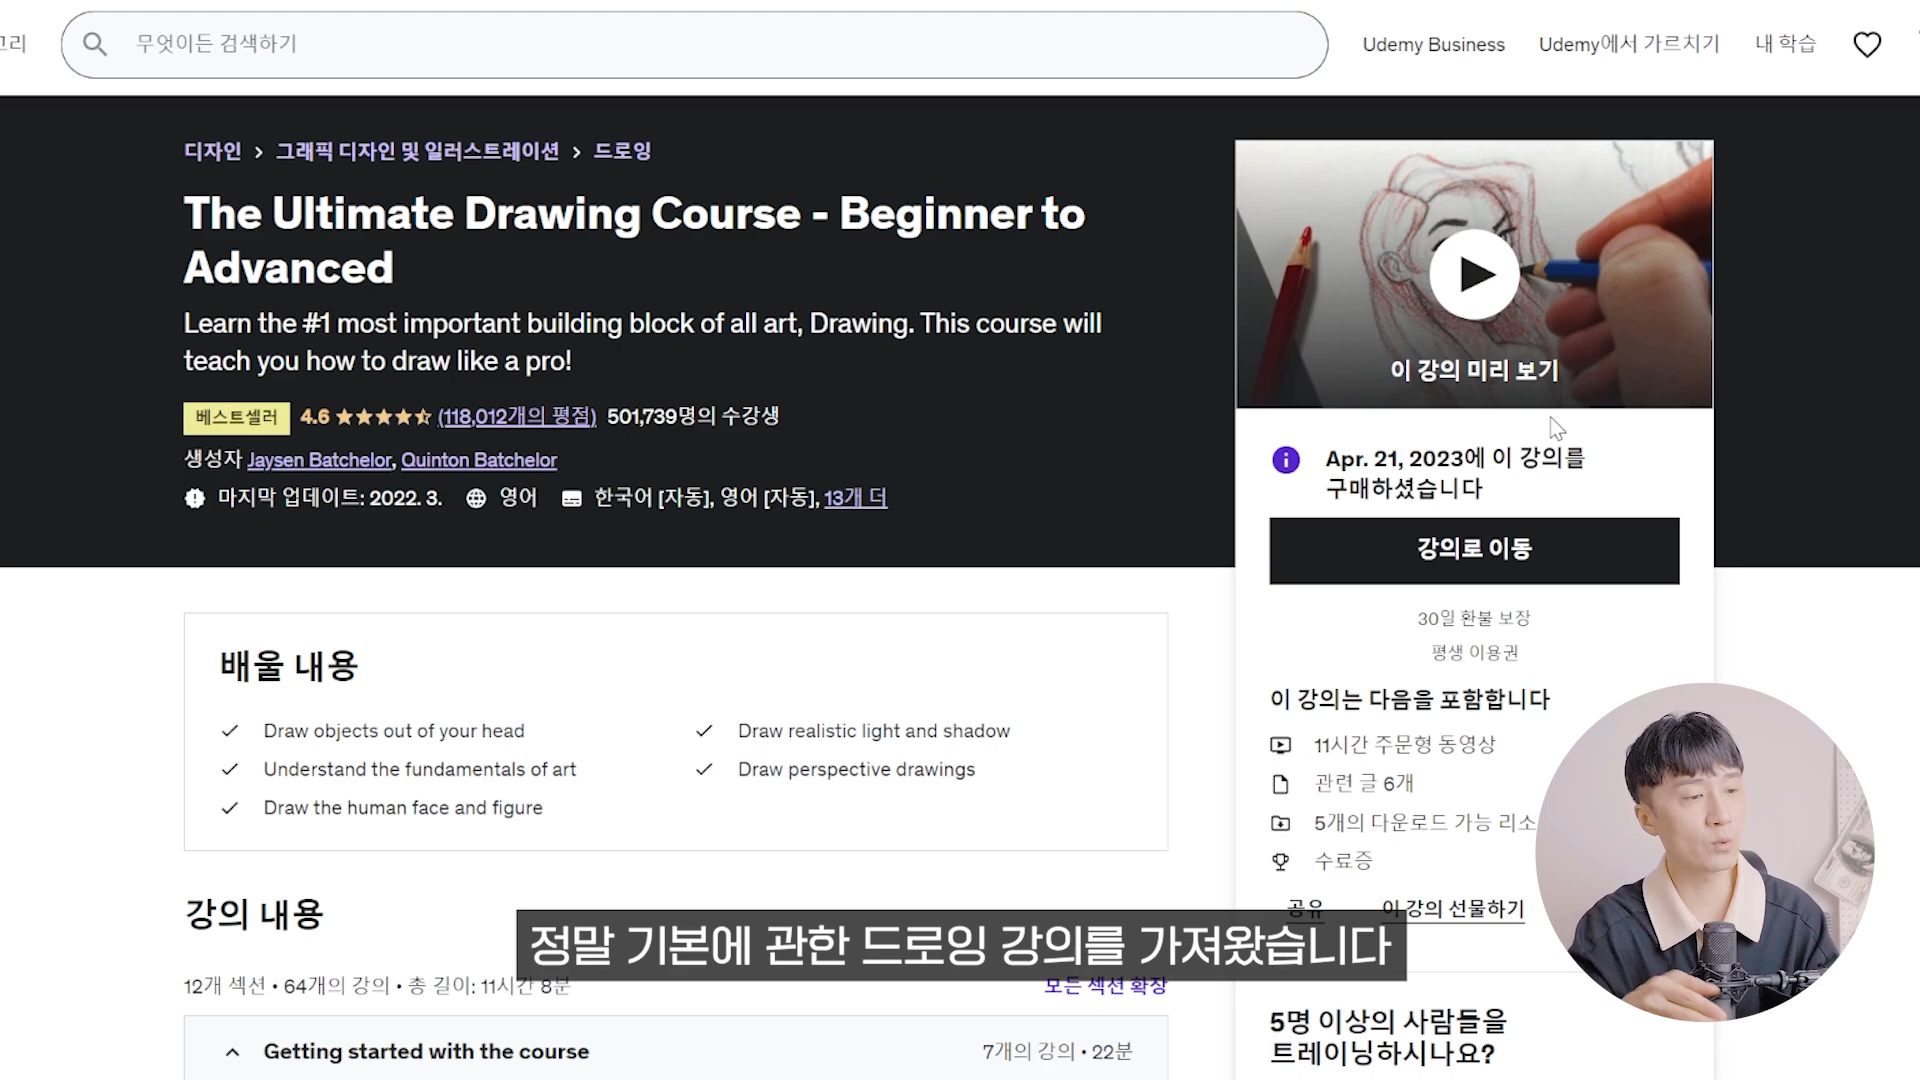 고리
무엇이든 검색하기
Udemy Business
Udemy에서 가르치기
내 학습
디자인 > 그래픽 디자인 및 일러스트레이션 > 드로잉
The Ultimate Drawing Course - Beginner to
Advanced
Learn the #1 most important building block of all art, Drawing. This course will
teach you how to draw like a pro!
베스트셀러 4.6 (118,012개의 평점) 501,739명의 수강생
생성자 Jaysen Batchelor, Quinton Batchelor
마지막 업데이트: 2022. 3. 영어 한국어 [자동], 영어 [자동], 13개 더
이 강의 미리 보기
Apr. 21, 2023에 이 강의를
구매하셨습니다
강의로 이동
30일 환불 보장
평생 이용권
이 강의는 다음을 포함합니다
11시간 주문형 동영상
관련 글 6개
5개의 다운로드 가능 리소
수료증
공유
이 강의 선물하기
5명 이상의 사람들을
트레이닝하시나요?
배울 내용
Draw objects out of your head
Draw realistic light and shadow
Understand the fundamentals of art
Draw perspective drawings
Draw the human face and figure
강의 내용
12개 섹션 • 64개의 강의 • 총 길이: 11시간 8분
모든 섹션 확장
Getting started with the course
7개의 강의 • 22분
정말 기본에 관한 드로잉 강의를 가져왔습니다